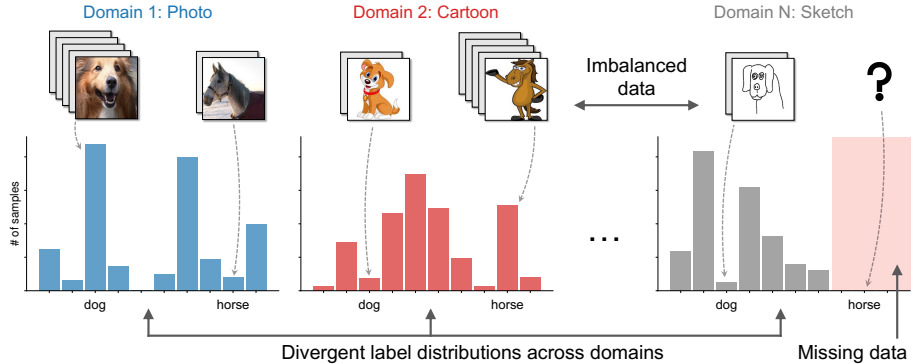 Domain 1: Photo
Domain 2: Cartoon
Domain N: Sketch
Imbalanced
data
?
# of samples
...
dog
horse
dog
horse
dog
horse
Divergent label distributions across domains
Missing data